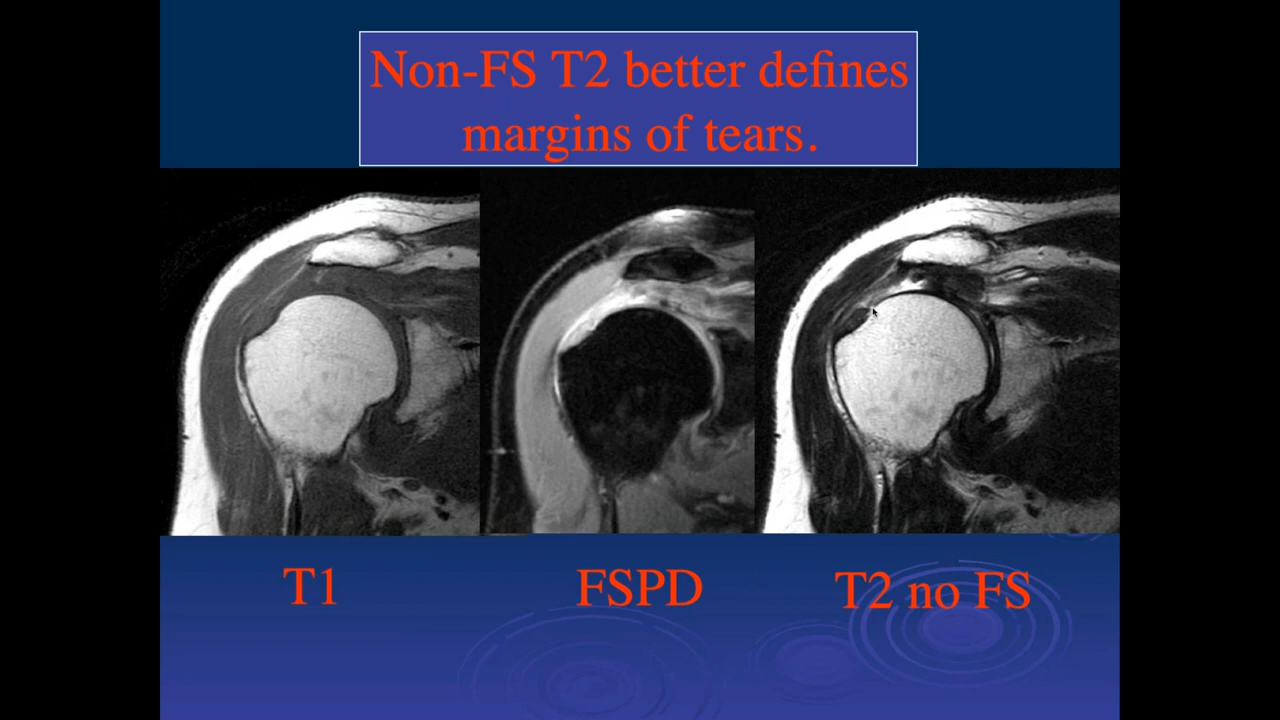 Non-FS T2 better defines
margins of tears.
T1
FSPD
T2 no FS